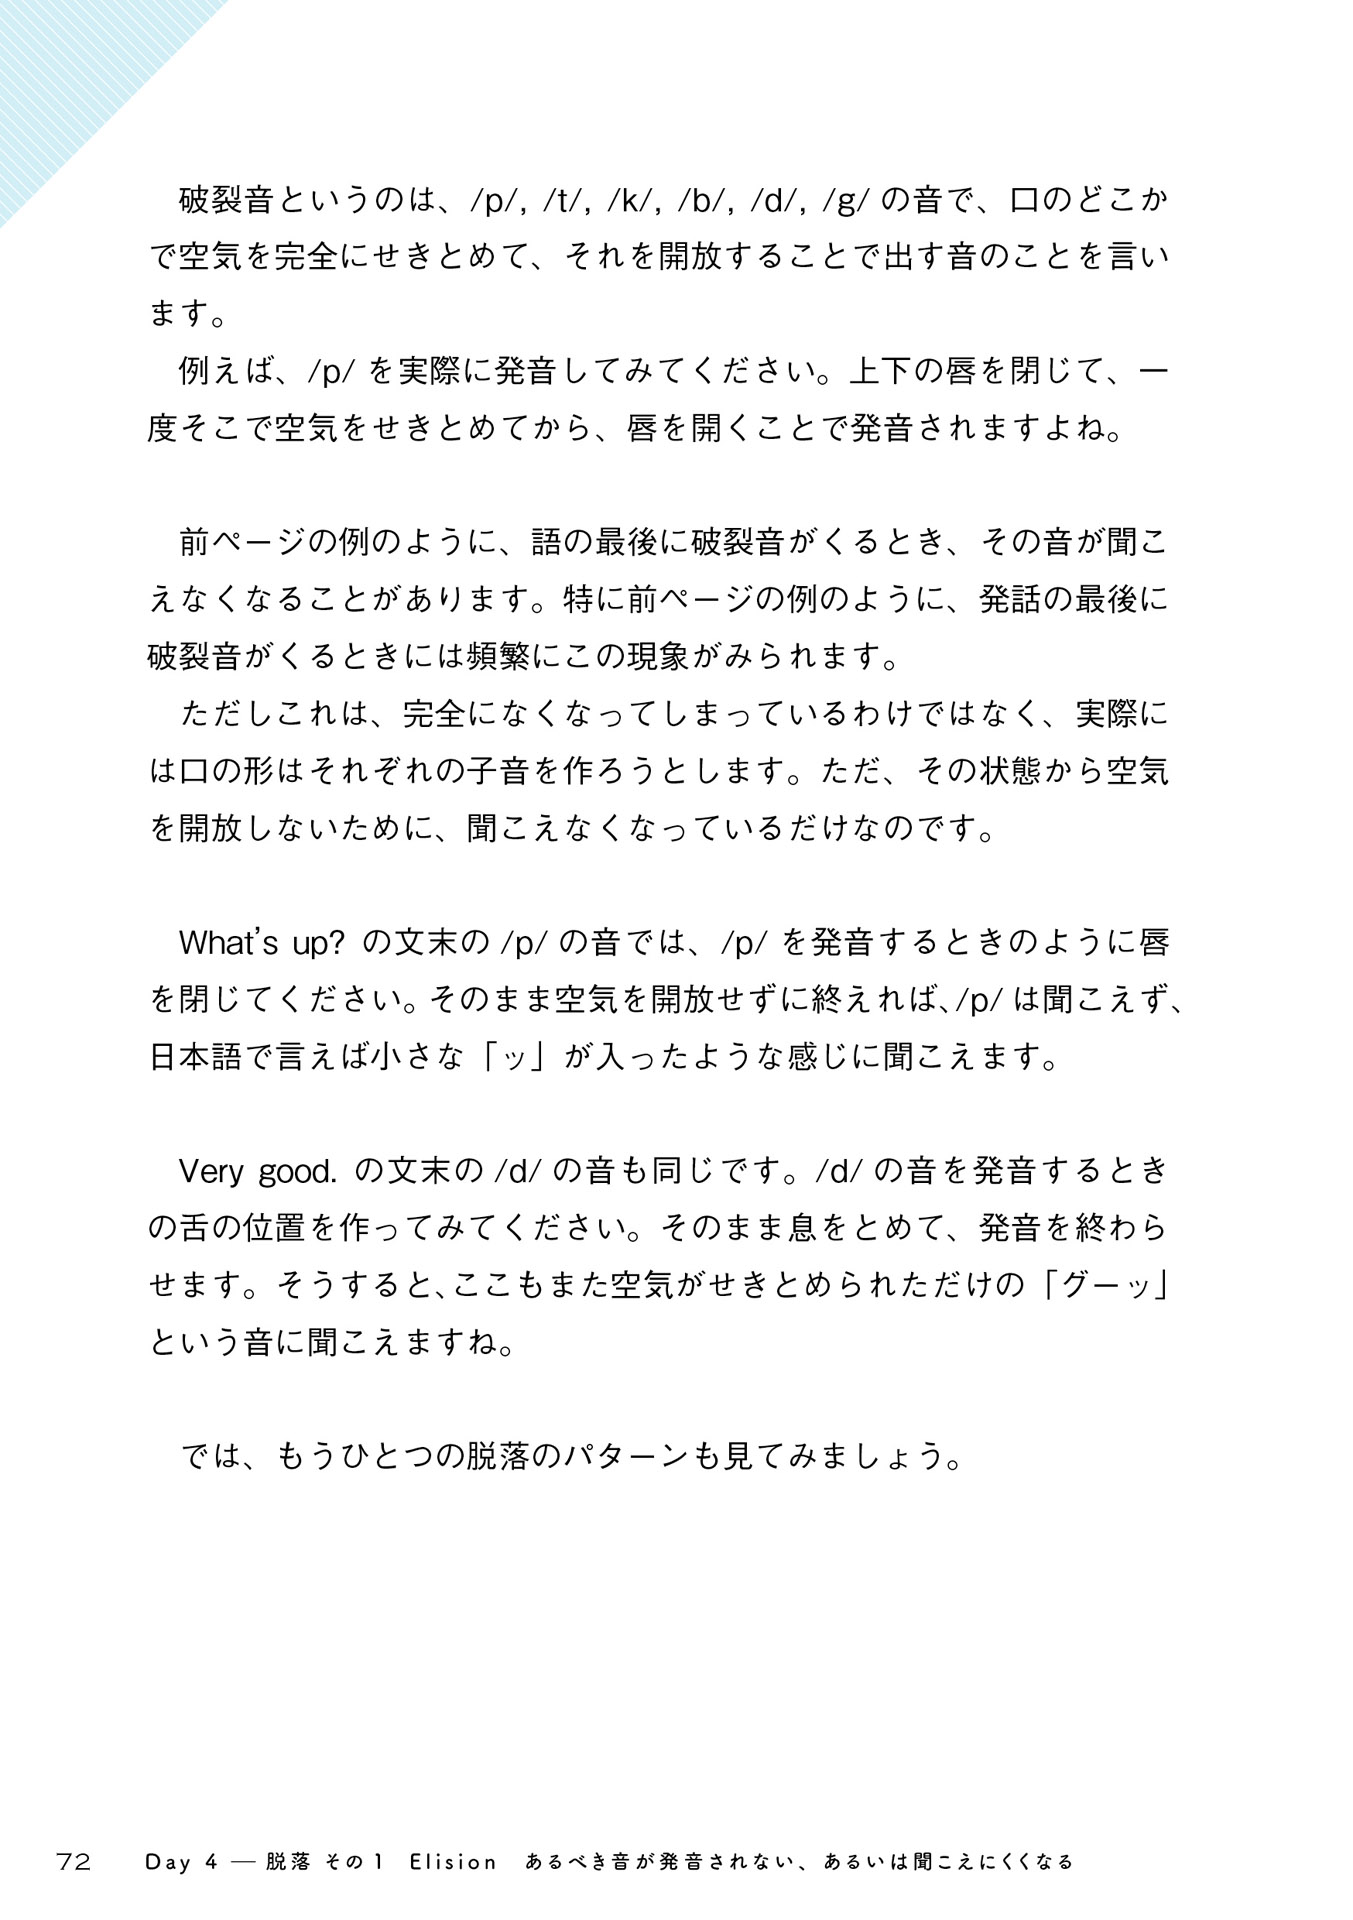 破裂音というのは、/p/, /t/, /k/, /b/, /d/, /g/ の音で、口のどこか
で空気を完全にせきとめて、それを開放することで出す音のことを言い
ます。
例えば、/p/ を実際に発音してみてください。上下の唇を閉じて、一
度そこで空気をせきとめてから、唇を開くことで発音されますよね。
前ページの例のように、語の最後に破裂音がくるとき、その音が聞こ
えなくなることがあります。特に前ページの例のように、発話の最後に
破裂音がくるときには頻繁にこの現象がみられます。
ただしこれは、完全になくなってしまっているわけではなく、実際に
は口の形はそれぞれの子音を作ろうとします。ただ、その状態から空気
を開放しないために、聞こえなくなっているだけなのです。
What's up? の文末の /p/ の音では、/p/ を発音するときのように唇
を閉じてください。そのまま空気を開放せずに終えれば、/p/ は聞こえず、
日本語で言えば小さな「ッ」が入ったような感じに聞こえます。
Very good. の文末の /d/ の音も同じです。/d/ の音を発音するとき
の舌の位置を作ってみてください。そのまま息をとめて、発音を終わら
せます。そうすると、ここもまた空気がせきとめられただけの「グーッ」
という音に聞こえますね。
では、もうひとつの脱落のパターンも見てみましょう。
72 Day 4 — 脱落 その1 Elision あるべき音が発音されない、あるいは聞こえにくくなる